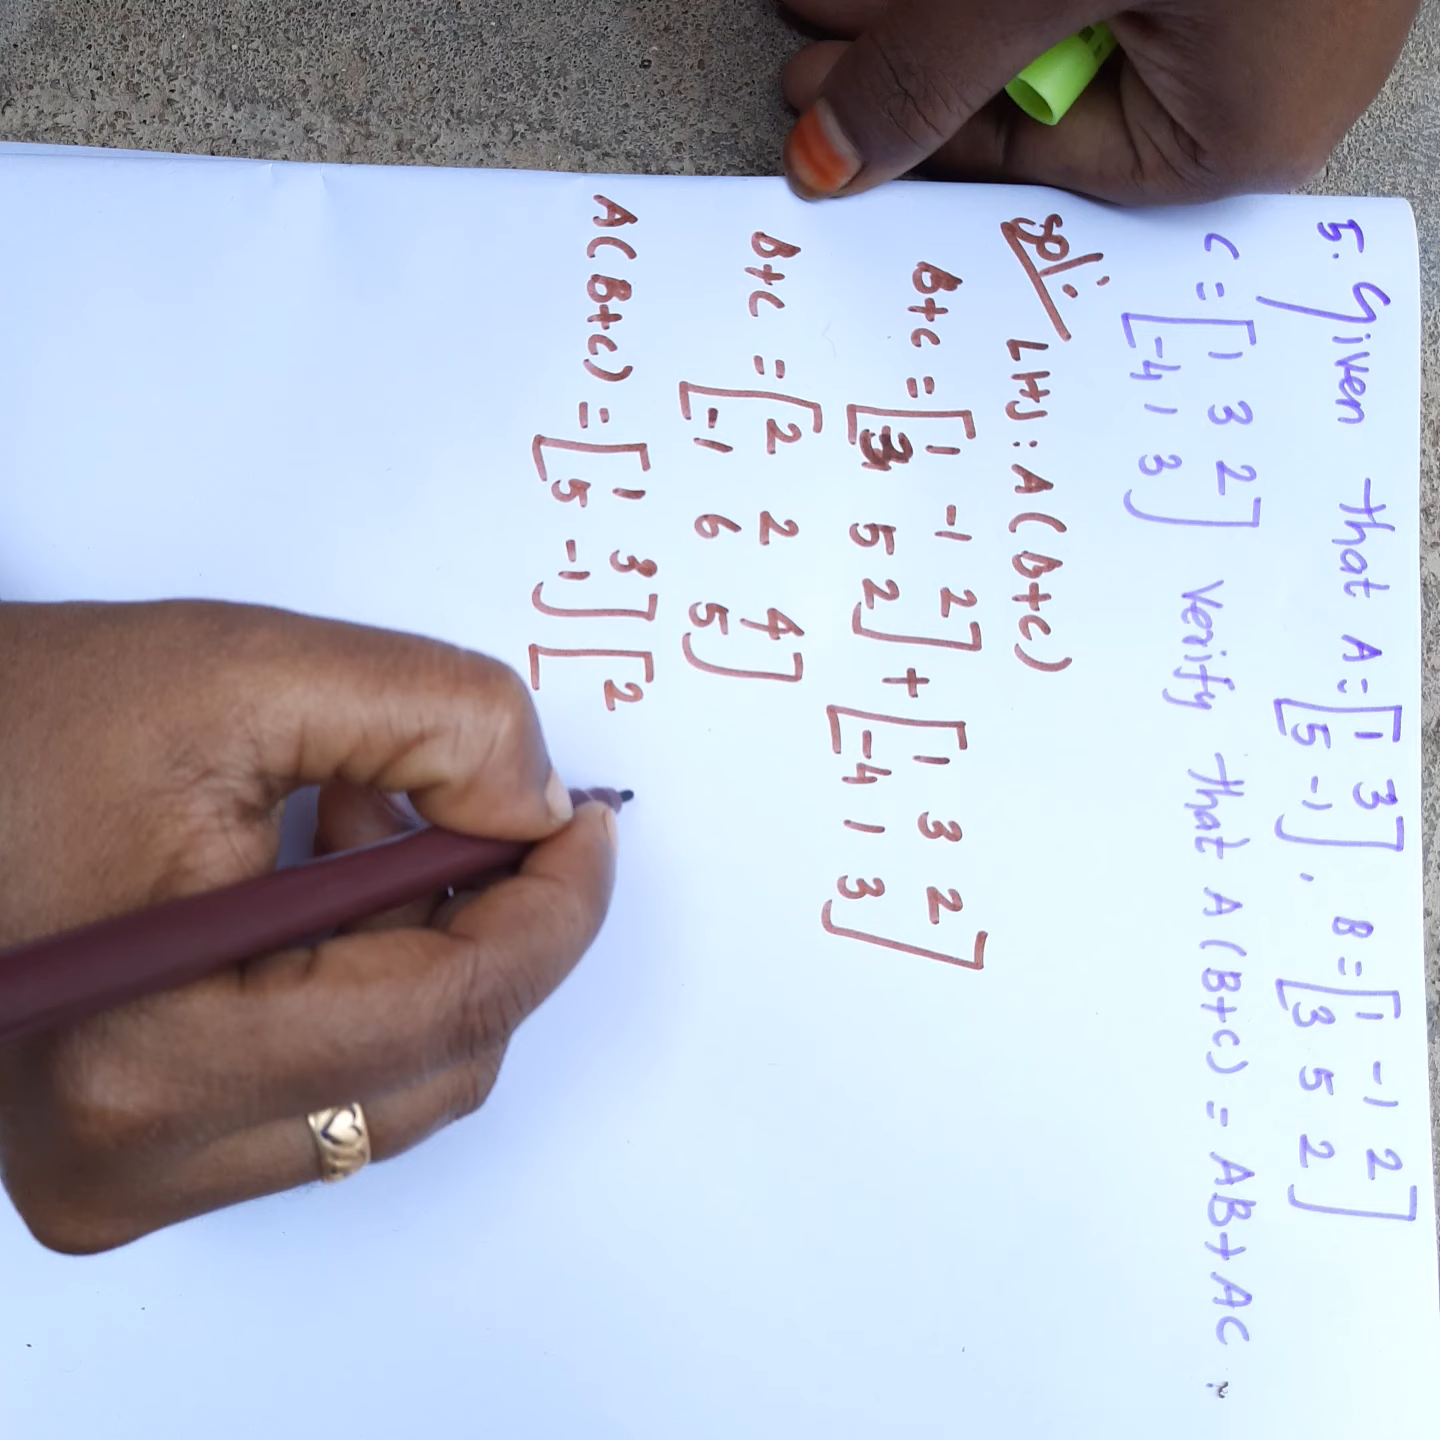 5. Given that A = [1 3 5 -1], B = [1 -1 2 3 5 2]
C = [1 3 2 -4 1 3] Verify that A(B+C) = AB+AC.
Sol:. LHS: A(B+C)
B+C = [1 -1 2 3 5 2] + [1 3 2 -4 1 3]
B+C = [2 2 4 -1 6 5]
A(B+C) = [1 3 5 -1] [2